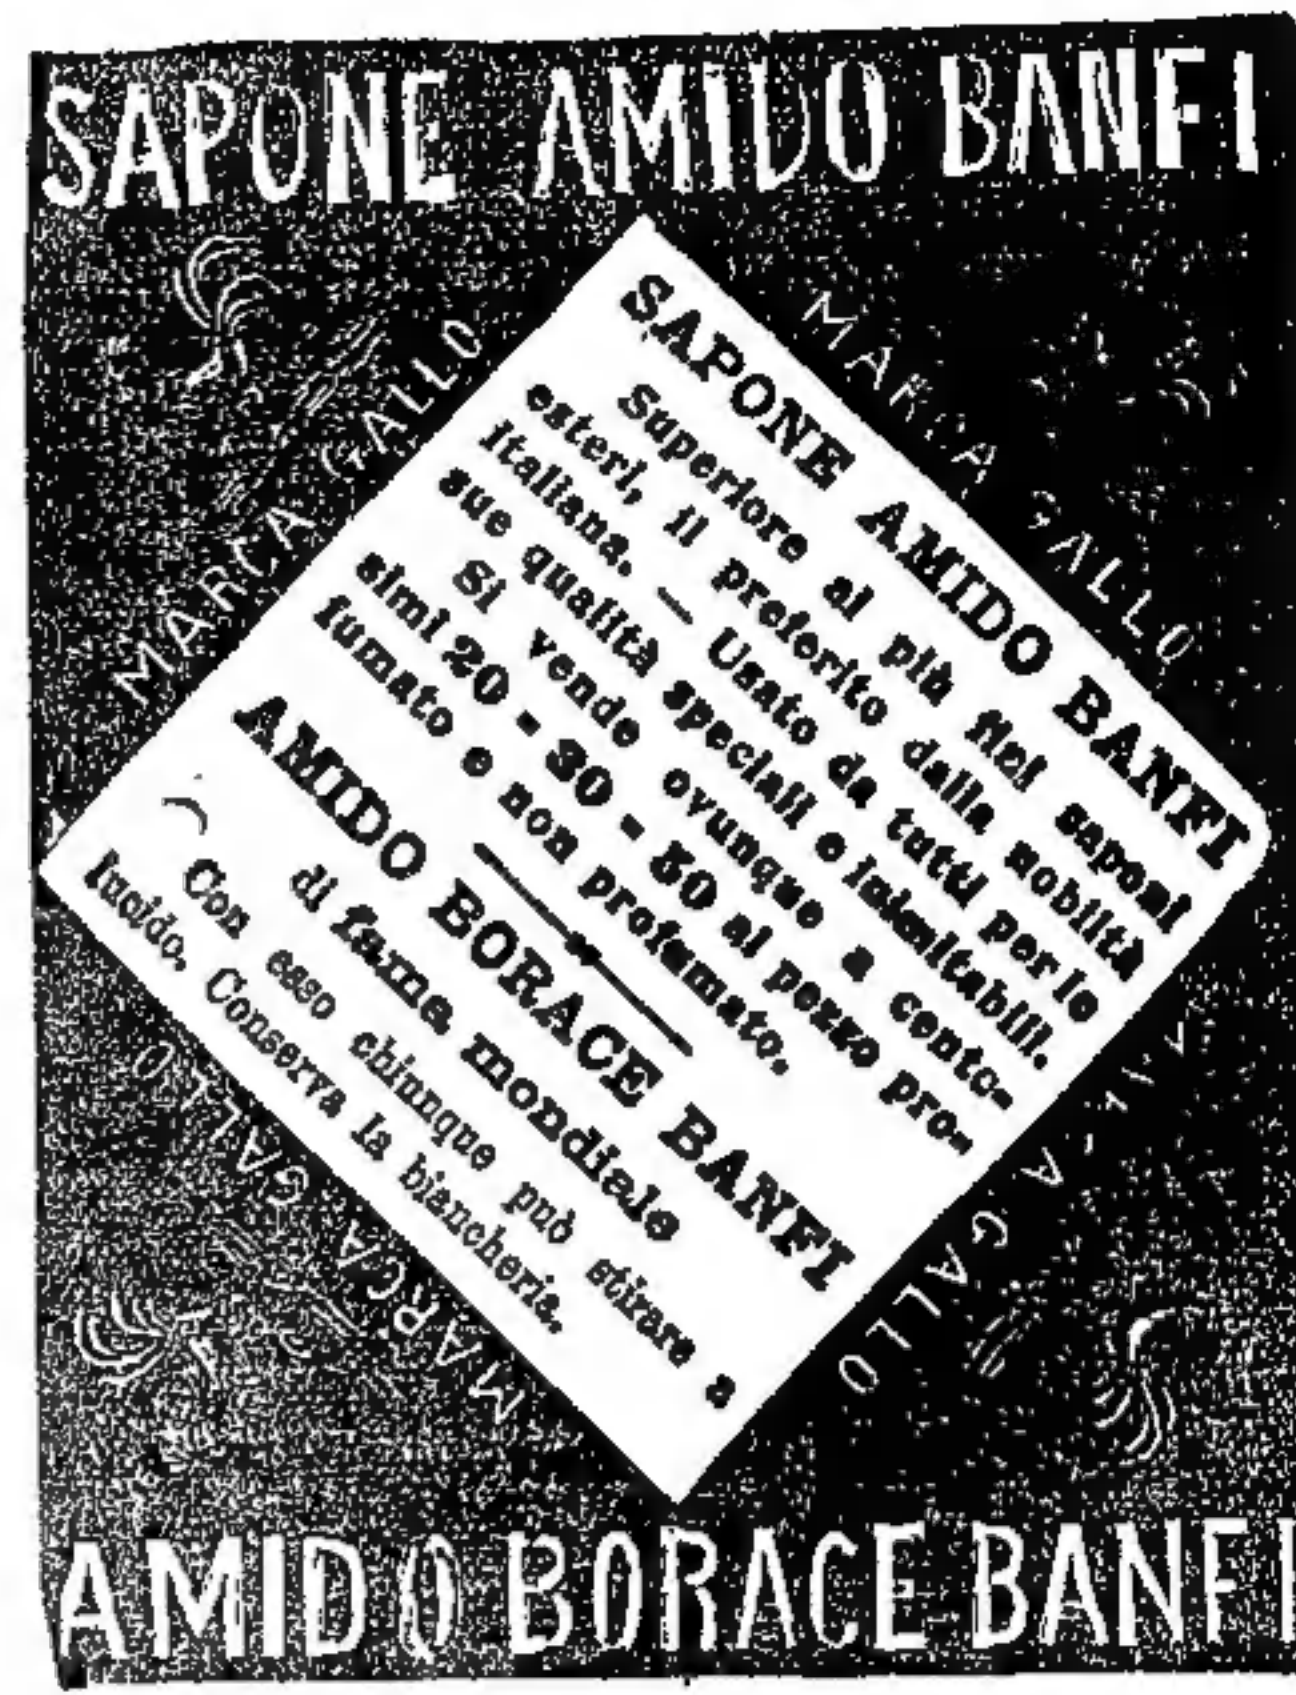 SAPONE AMIDO BANFI
MARCA GALLO
MARCA GALLO
SAPONE AMIDO BANFI
Superiore ai più fini saponi
esteri, il preferito dalla nobiltà
italiana. — Usato da tutti per le
sue qualità speciali e inimitabili.
Si vende ovunque a cente-
simi 20 - 30 - 50 al pezzo pro-
fumato e non profumato.
AMIDO BORACE BANFI
di fama mondiale
Con esso chiunque può stirare a
lucido. Conserva la biancheria.
MARCA GALLO
GALLO
AMIDO BORACE BANFI